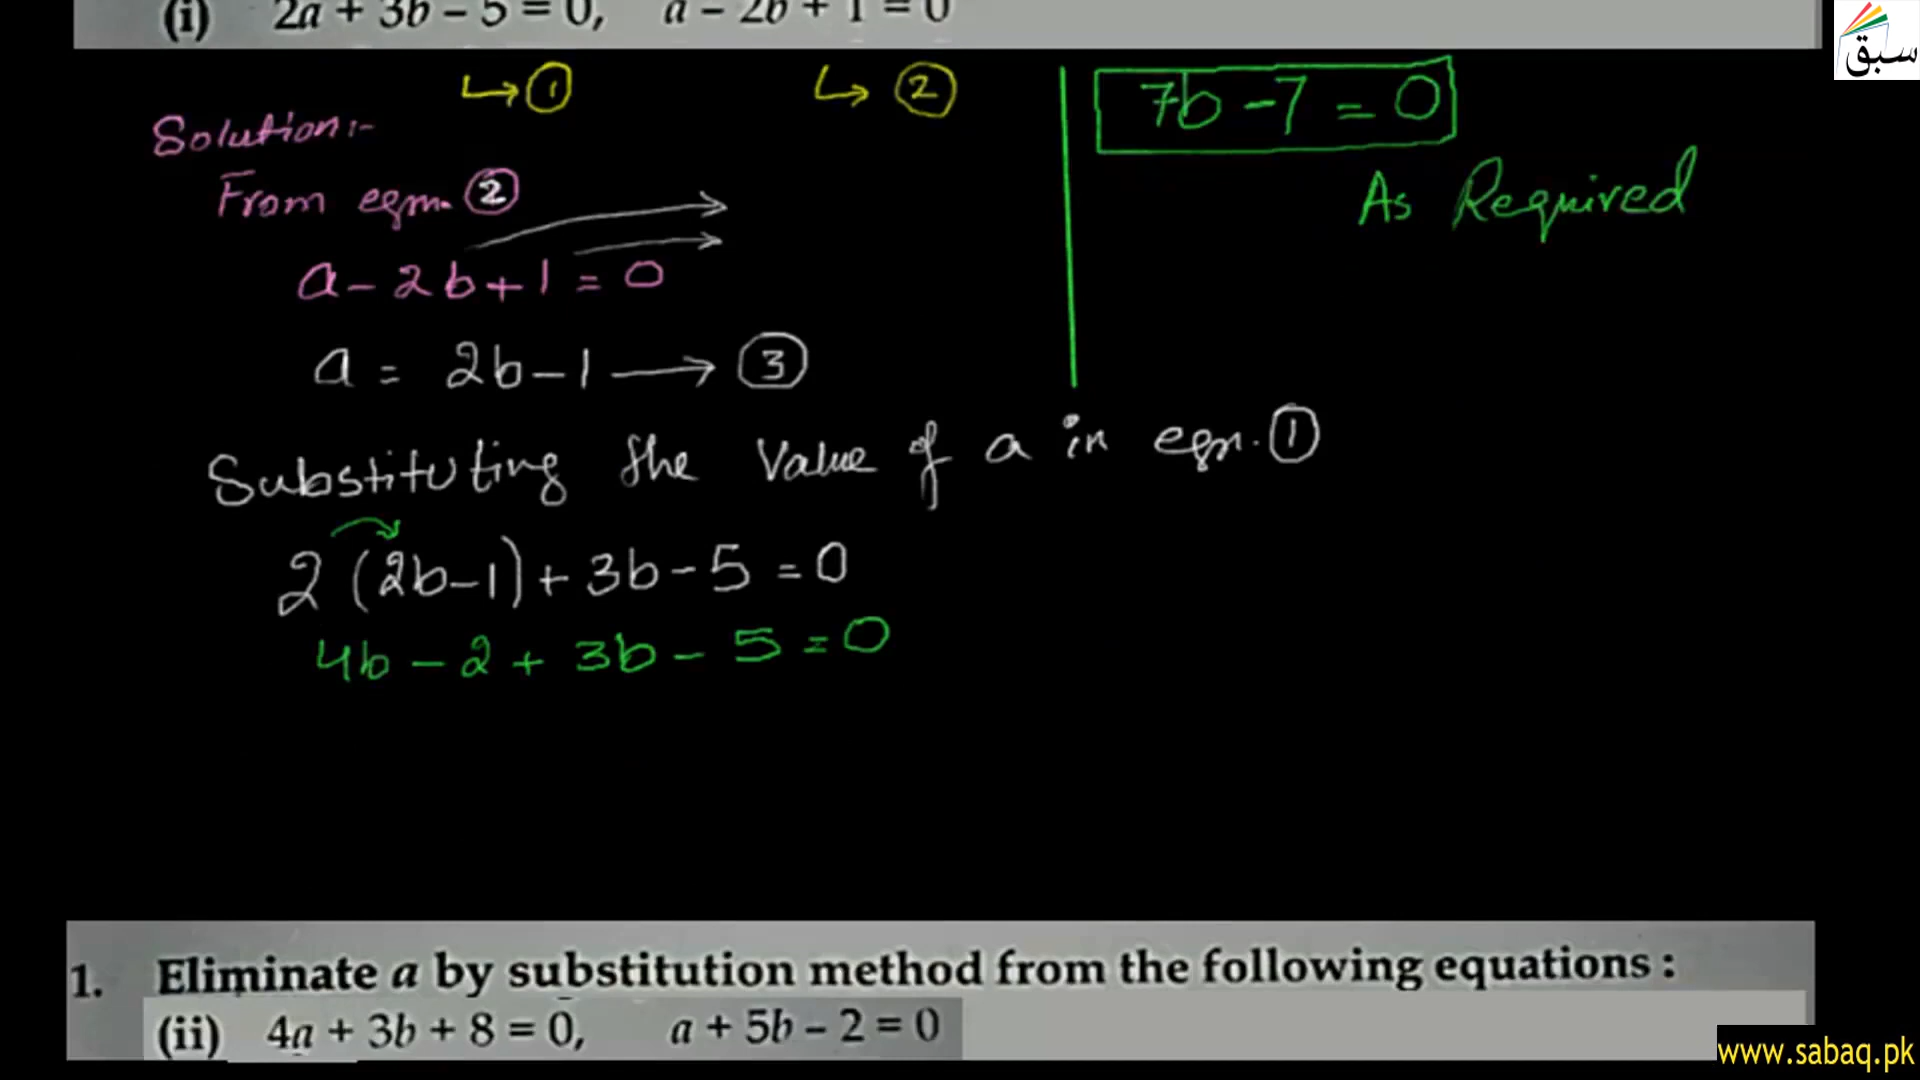 (i) 2a + 3b – 5 = 0, a – 2b + 1 = 0
سبق
↳ ① ↳ ②
Solution:-
From eqn. ②
a – 2b + 1 = 0
a = 2b – 1 ⟶ ③
Substituting the Value of a in eqn. ①
2(2b – 1) + 3b – 5 = 0
4b – 2 + 3b – 5 = 0
7b – 7 = 0
As Required
1. Eliminate a by substitution method from the following equations :
(ii) 4a + 3b + 8 = 0, a + 5b – 2 = 0
www.sabaq.pk